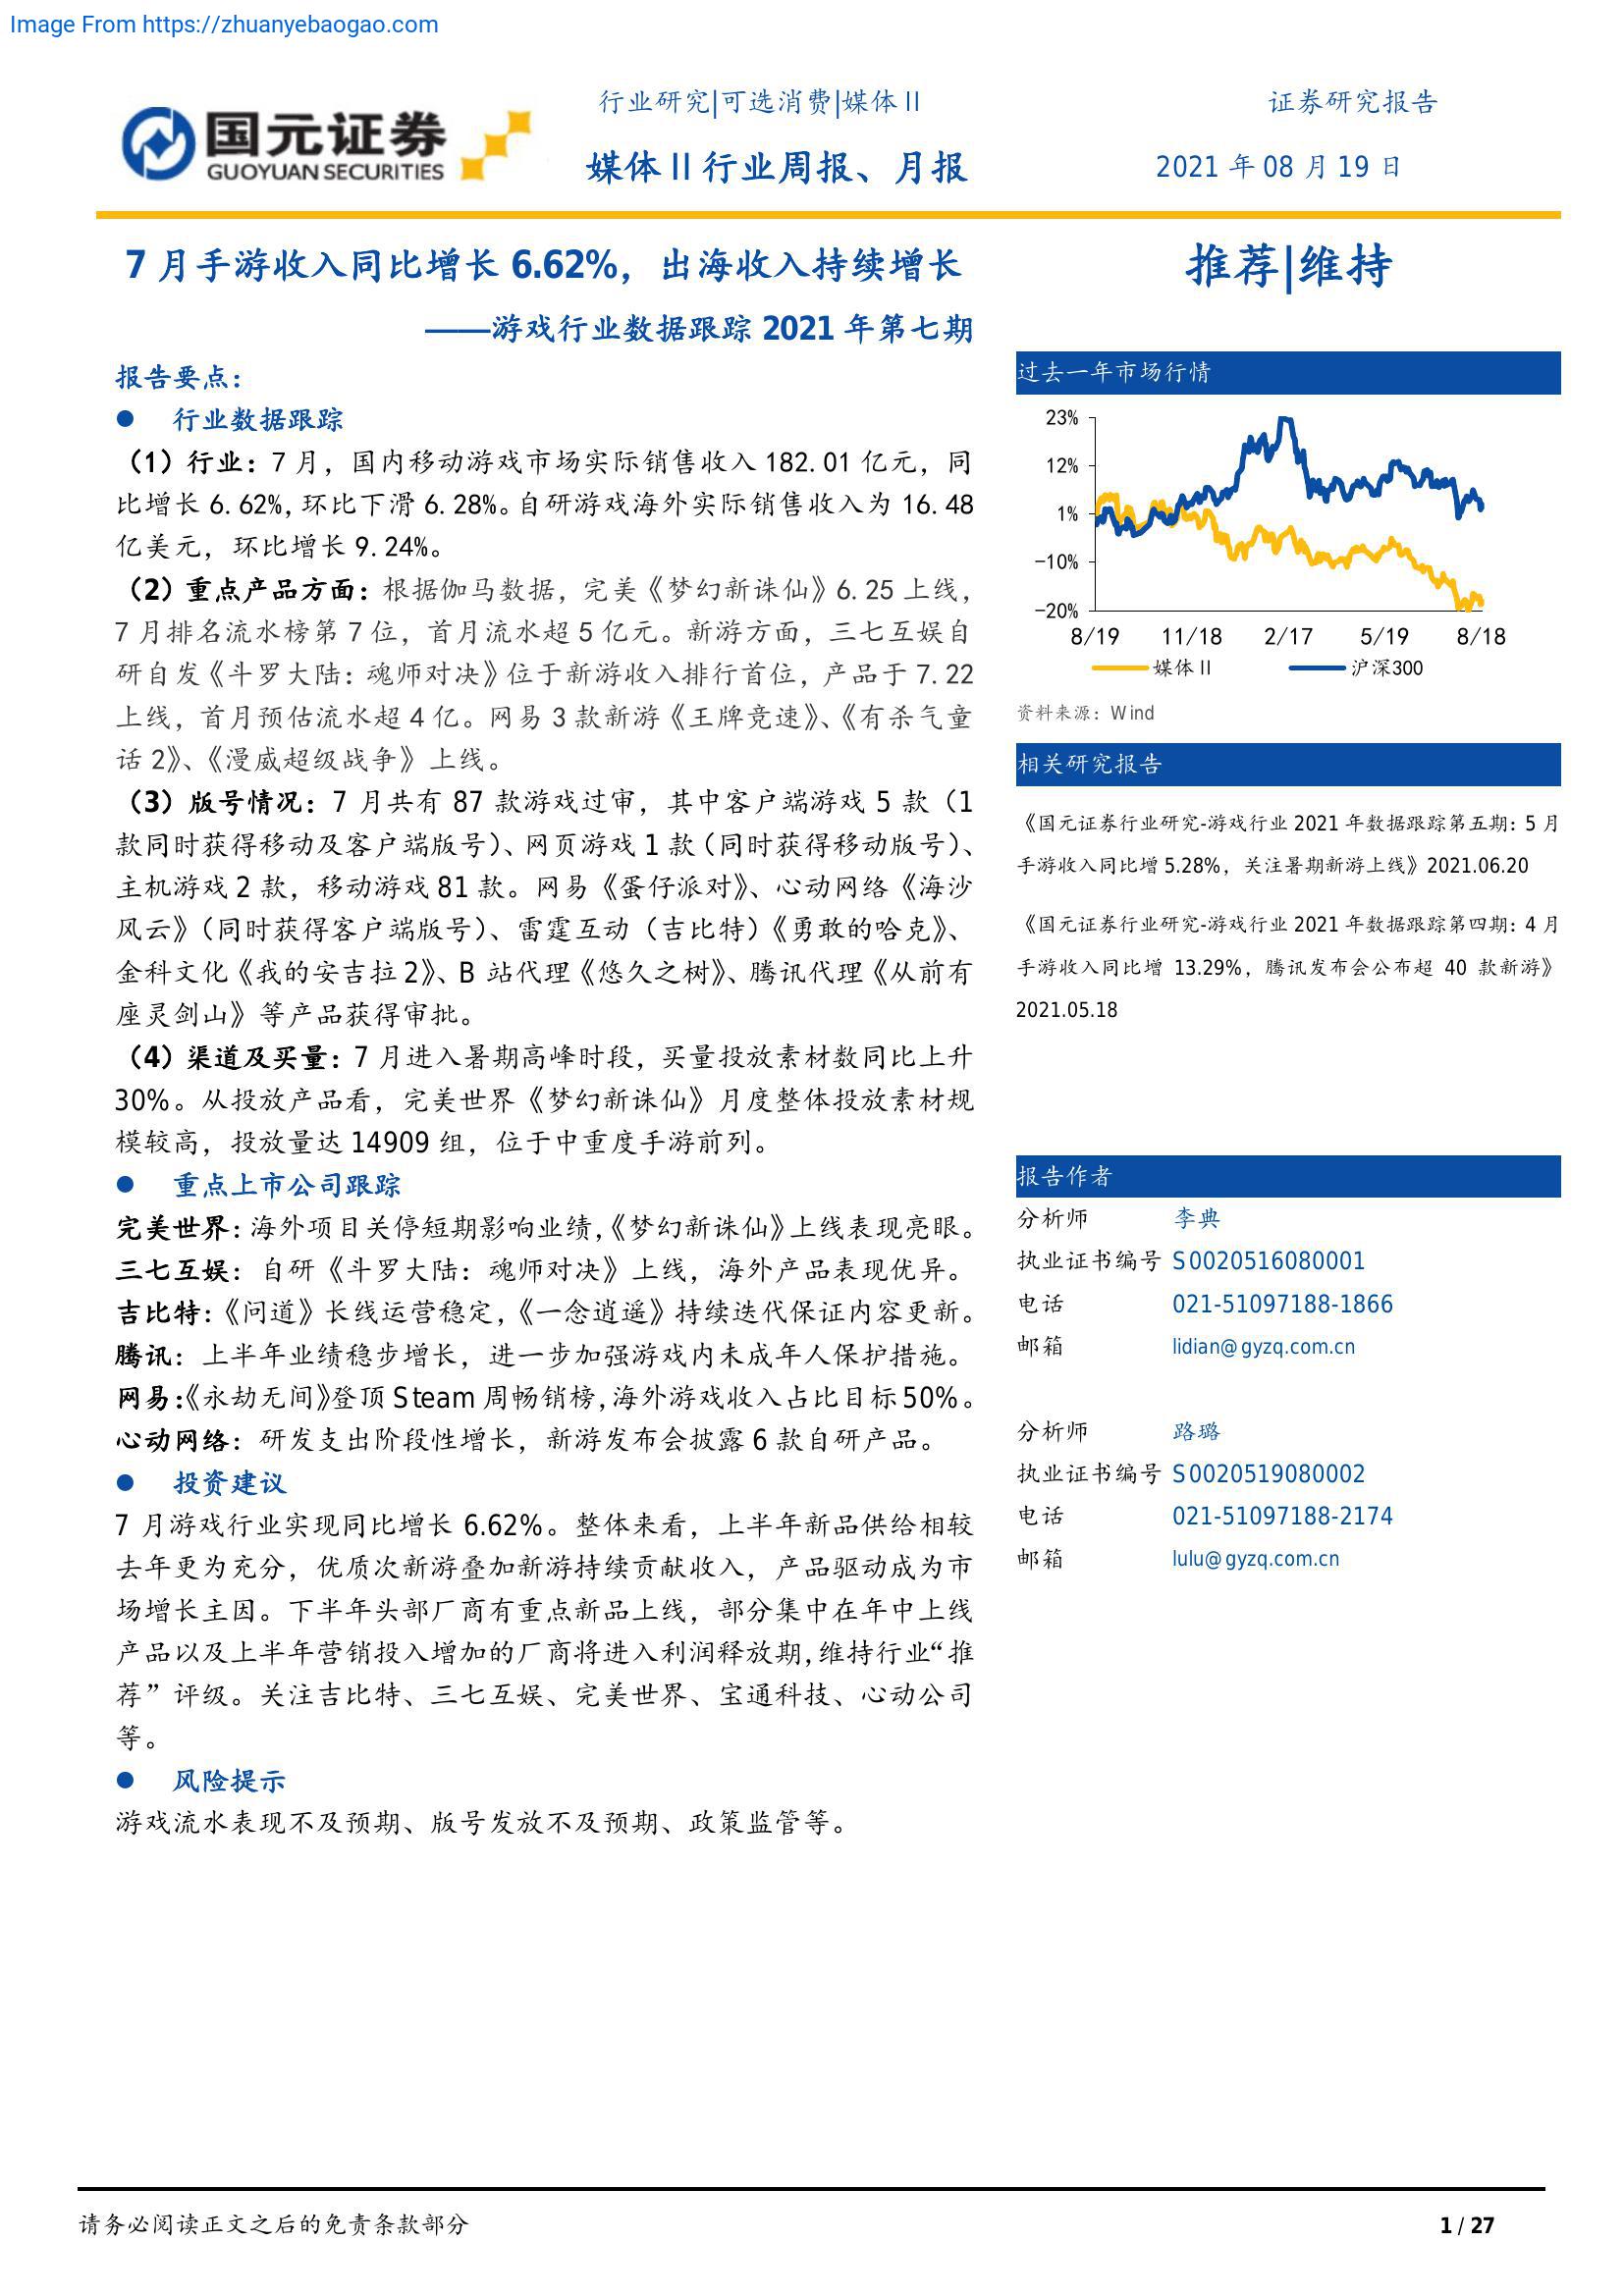 Image From https://zhuanyebaogao.com
国元证券
GUOYUAN SECURITIES
行业研究|可选消费|媒体Ⅱ
证券研究报告
媒体Ⅱ行业周报、月报
2021 年 08 月 19 日
7 月手游收入同比增长 6.62%，出海收入持续增长
——游戏行业数据跟踪 2021 年第七期
报告要点：
● 行业数据跟踪
（1）行业：7 月，国内移动游戏市场实际销售收入 182.01 亿元，同
比增长 6.62%，环比下滑 6.28%。自研游戏海外实际销售收入为 16.48
亿美元，环比增长 9.24%。
（2）重点产品方面：根据伽马数据，完美《梦幻新诛仙》6.25 上线，
7 月排名流水榜第 7 位，首月流水超 5 亿元。新游方面，三七互娱自
研自发《斗罗大陆：魂师对决》位于新游收入排行首位，产品于 7.22
上线，首月预估流水超 4 亿。网易 3 款新游《王牌竞速》、《有杀气童
话 2》、《漫威超级战争》上线。
（3）版号情况：7 月共有 87 款游戏过审，其中客户端游戏 5 款（1
款同时获得移动及客户端版号）、网页游戏 1 款（同时获得移动版号）、
主机游戏 2 款，移动游戏 81 款。网易《蛋仔派对》、心动网络《海沙
风云》（同时获得客户端版号）、雷霆互动（吉比特）《勇敢的哈克》、
金科文化《我的安吉拉 2》、B 站代理《悠久之树》、腾讯代理《从前有
座灵剑山》等产品获得审批。
（4）渠道及买量：7 月进入暑期高峰时段，买量投放素材数同比上升
30%。从投放产品看，完美世界《梦幻新诛仙》月度整体投放素材规
模较高，投放量达 14909 组，位于中重度手游前列。
● 重点上市公司跟踪
完美世界：海外项目关停短期影响业绩，《梦幻新诛仙》上线表现亮眼。
三七互娱：自研《斗罗大陆：魂师对决》上线，海外产品表现优异。
吉比特：《问道》长线运营稳定，《一念逍遥》持续迭代保证内容更新。
腾讯：上半年业绩稳步增长，进一步加强游戏内未成年人保护措施。
网易：《永劫无间》登顶 Steam 周畅销榜，海外游戏收入占比目标 50%。
心动网络：研发支出阶段性增长，新游发布会披露 6 款自研产品。
● 投资建议
7 月游戏行业实现同比增长 6.62%。整体来看，上半年新品供给相较
去年更为充分，优质次新游叠加新游持续贡献收入，产品驱动成为市
场增长主因。下半年头部厂商有重点新品上线，部分集中在年中上线
产品以及上半年营销投入增加的厂商将进入利润释放期，维持行业“推
荐”评级。关注吉比特、三七互娱、完美世界、宝通科技、心动公司
等。
● 风险提示
游戏流水表现不及预期、版号发放不及预期、政策监管等。
推荐|维持
过去一年市场行情
23%
12%
1%
-10%
-20%
8/19 11/18 2/17 5/19 8/18
媒体Ⅱ 沪深300
资料来源：Wind
相关研究报告
《国元证券行业研究-游戏行业 2021 年数据跟踪第五期：5 月
手游收入同比增 5.28%，关注暑期新游上线》2021.06.20
《国元证券行业研究-游戏行业 2021 年数据跟踪第四期：4 月
手游收入同比增 13.29%，腾讯发布会公布超 40 款新游》
2021.05.18
报告作者
分析师 李典
执业证书编号 S0020516080001
电话 021-51097188-1866
邮箱 lidian@gyzq.com.cn
分析师 路璐
执业证书编号 S0020519080002
电话 021-51097188-2174
邮箱 lulu@gyzq.com.cn
请务必阅读正文之后的免责条款部分
1 / 27